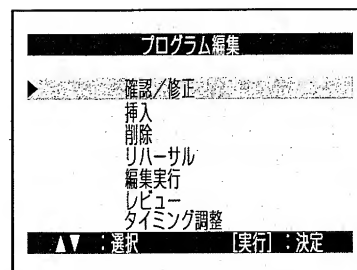 プログラム編集
▶ 確認／修正
挿入
削除
リハーサル
編集実行
レビュー
タイミング調整
▲▼ ：選択 [実行] ：決定